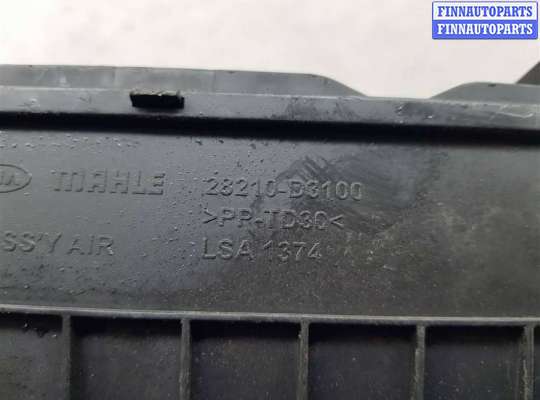 FINNAUTOPARTS
FINNAUTOPARTS
MAHLE 28210-D3100
>PP-TD30<
SS'Y AIR LSA 1374